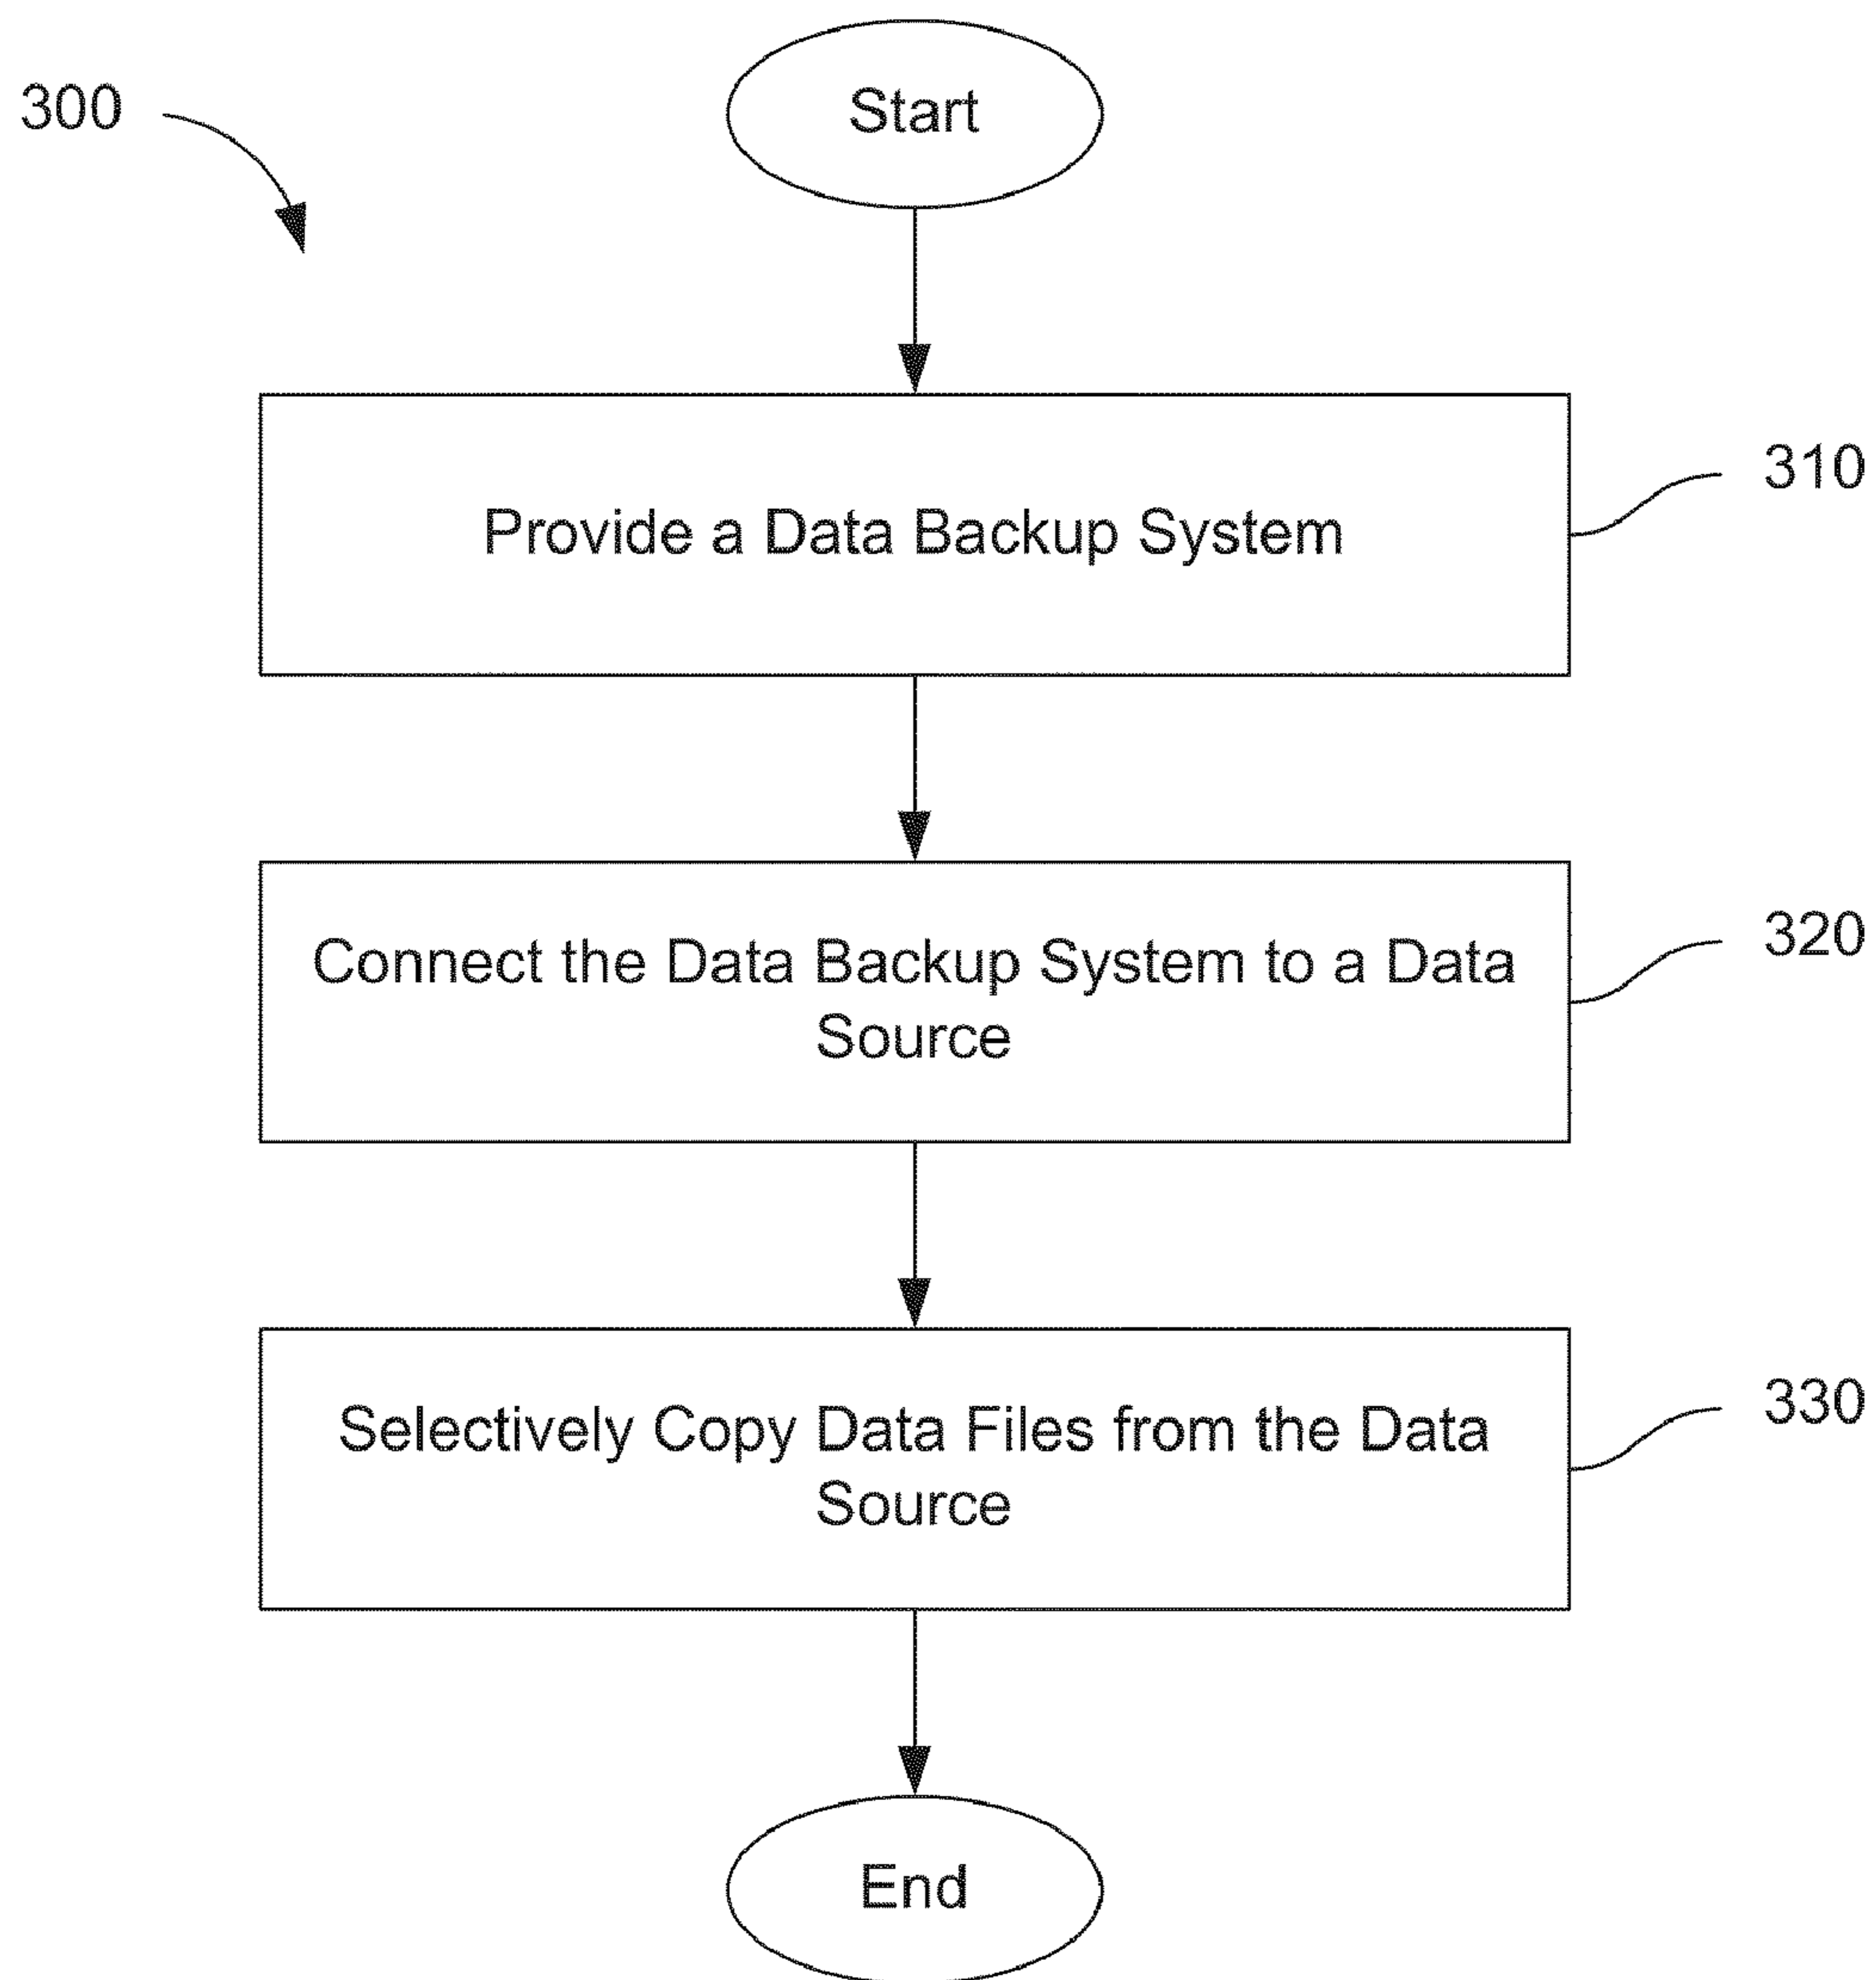 300
Start
Provide a Data Backup System
310
Connect the Data Backup System to a Data
Source
320
Selectively Copy Data Files from the Data
Source
330
End